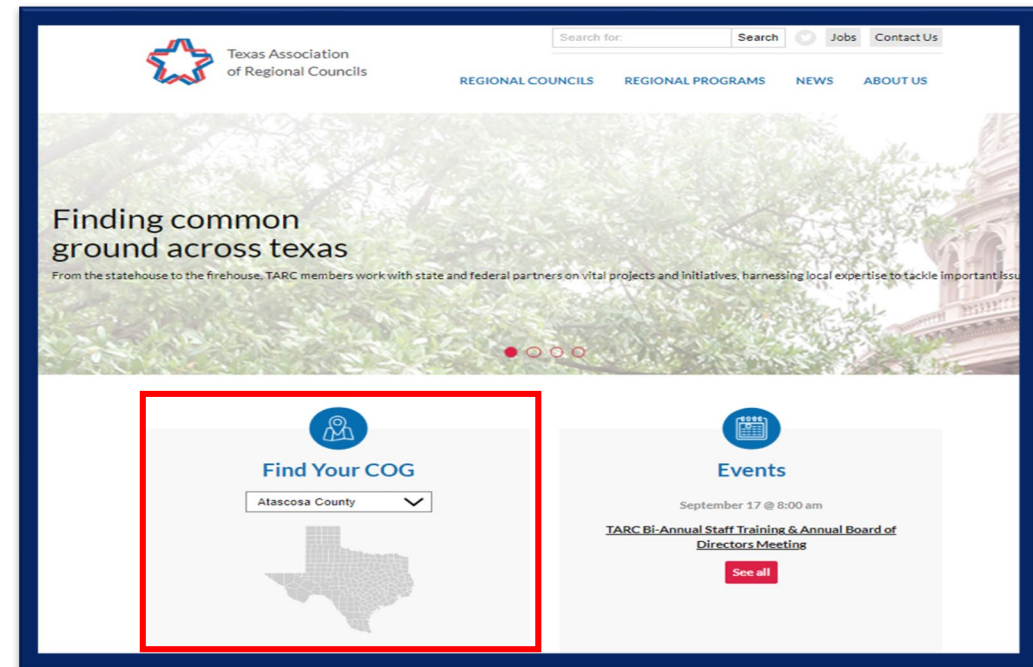 Search for:
Search
Jobs
Contact Us
Texas Association
of Regional Councils
REGIONAL COUNCILS
REGIONAL PROGRAMS
NEWS
ABOUT US
Finding common
ground across texas
From the statehouse to the firehouse, TARC members work with state and federal partners on vital projects and initiatives, harnessing local expertise to tackle important issu
Find Your COG
Atascosa County
Events
September 17 @ 8:00 am
TARC Bi-Annual Staff Training & Annual Board of
Directors Meeting
See all